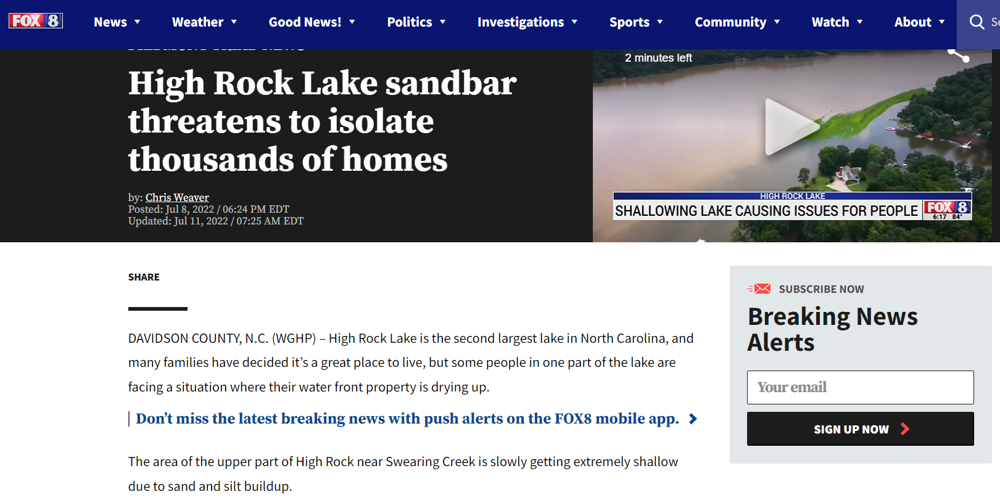 FOX 8
News
Weather
Good News!
Politics
Investigations
Sports
Community
Watch
About
High Rock Lake sandbar
threatens to isolate
thousands of homes
by: Chris Weaver
Posted: Jul 8, 2022 / 06:24 PM EDT
Updated: Jul 11, 2022 / 07:25 AM EDT
2 minutes left
HIGH ROCK LAKE
SHALLOWING LAKE CAUSING ISSUES FOR PEOPLE
FOX 8
6:17 84°
SHARE
DAVIDSON COUNTY, N.C. (WGHP) – High Rock Lake is the second largest lake in North Carolina, and
many families have decided it’s a great place to live, but some people in one part of the lake are
facing a situation where their water front property is drying up.
Don’t miss the latest breaking news with push alerts on the FOX8 mobile app.
The area of the upper part of High Rock near Swearing Creek is slowly getting extremely shallow
due to sand and silt buildup.
SUBSCRIBE NOW
Breaking News
Alerts
Your email
SIGN UP NOW